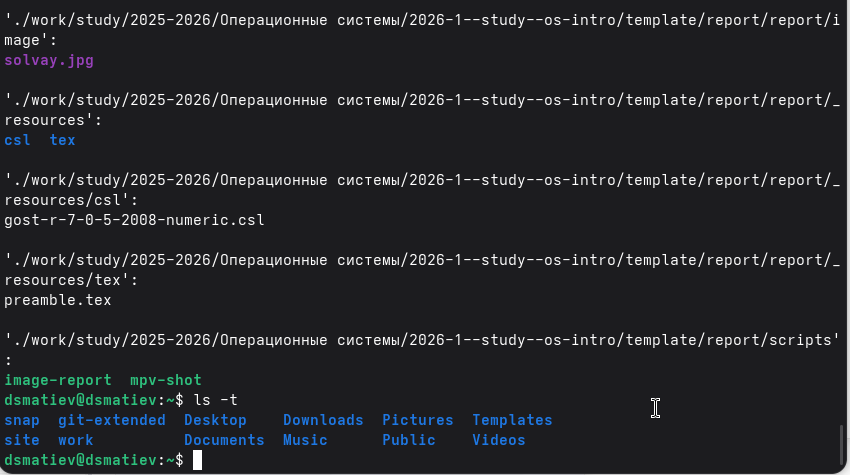 './work/study/2025-2026/Операционные системы/2026-1--study--os-intro/template/report/report/i
mage':
solvay.jpg
'./work/study/2025-2026/Операционные системы/2026-1--study--os-intro/template/report/report/_
resources':
csl  tex
'./work/study/2025-2026/Операционные системы/2026-1--study--os-intro/template/report/report/_
resources/csl':
gost-r-7-0-5-2008-numeric.csl
'./work/study/2025-2026/Операционные системы/2026-1--study--os-intro/template/report/report/_
resources/tex':
preamble.tex
'./work/study/2025-2026/Операционные системы/2026-1--study--os-intro/template/report/scripts'
:
image-report  mpv-shot
dsmatiev@dsmatiev:~$ ls -t
snap  git-extended  Desktop    Downloads  Pictures  Templates
site  work          Documents  Music      Public    Videos
dsmatiev@dsmatiev:~$